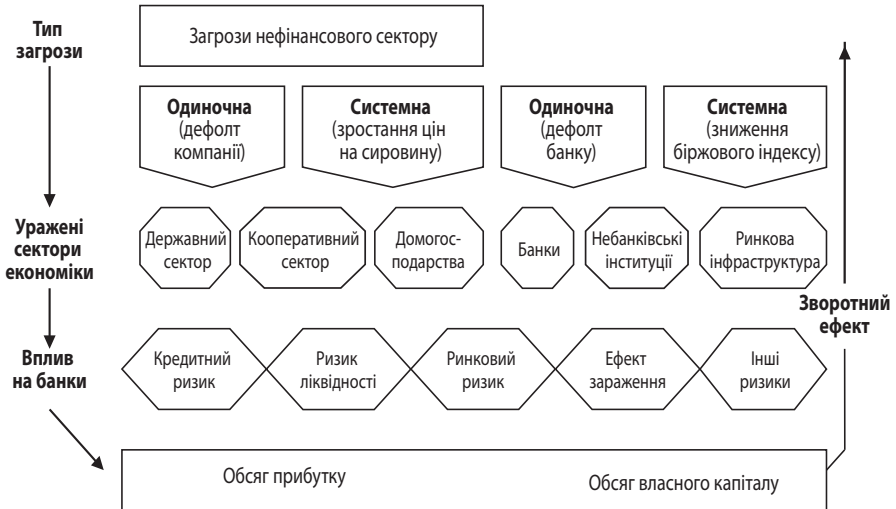 Тип
загрози
Загрози нефінансового сектору
Одиночна
(дефолт
компанії)
Системна
(зростання цін
на сировину)
Одиночна
(дефолт
банку)
Системна
(зниження
біржового індексу)
Уражені
сектори
економіки
Державний
сектор
Кооперативний
сектор
Домогос-
подарства
Банки
Небанківські
інституції
Ринкова
інфраструктура
Зворотний
ефект
Вплив
на банки
Кредитний
ризик
Ризик
ліквідності
Ринковий
ризик
Ефект
зараження
Інші
ризики
Обсяг прибутку
Обсяг власного капіталу